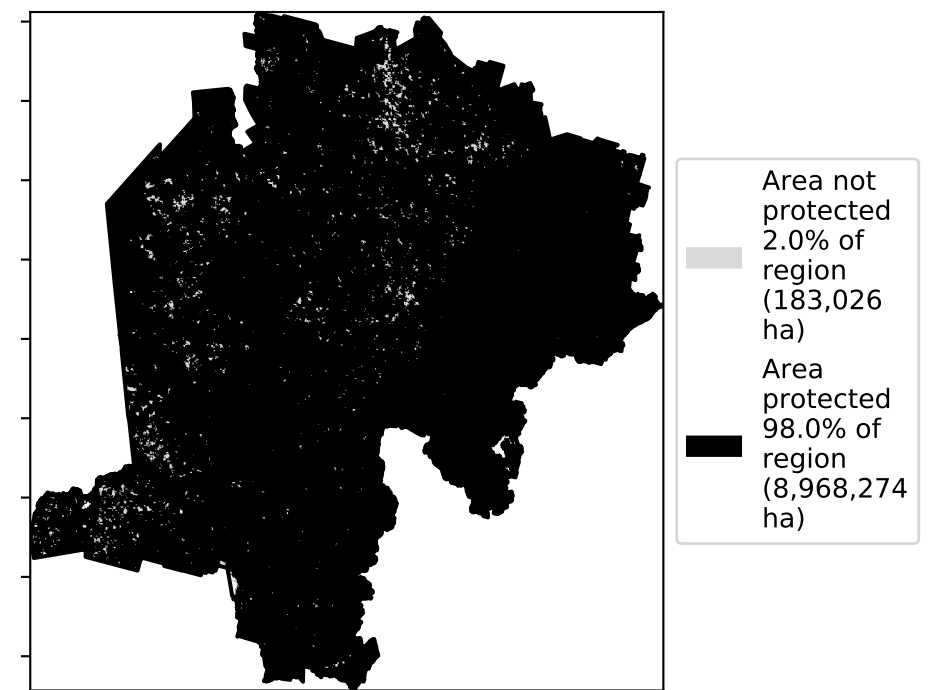 Area not
protected
2.0% of
region
(183,026
ha)
Area
protected
98.0% of
region
(8,968,274
ha)